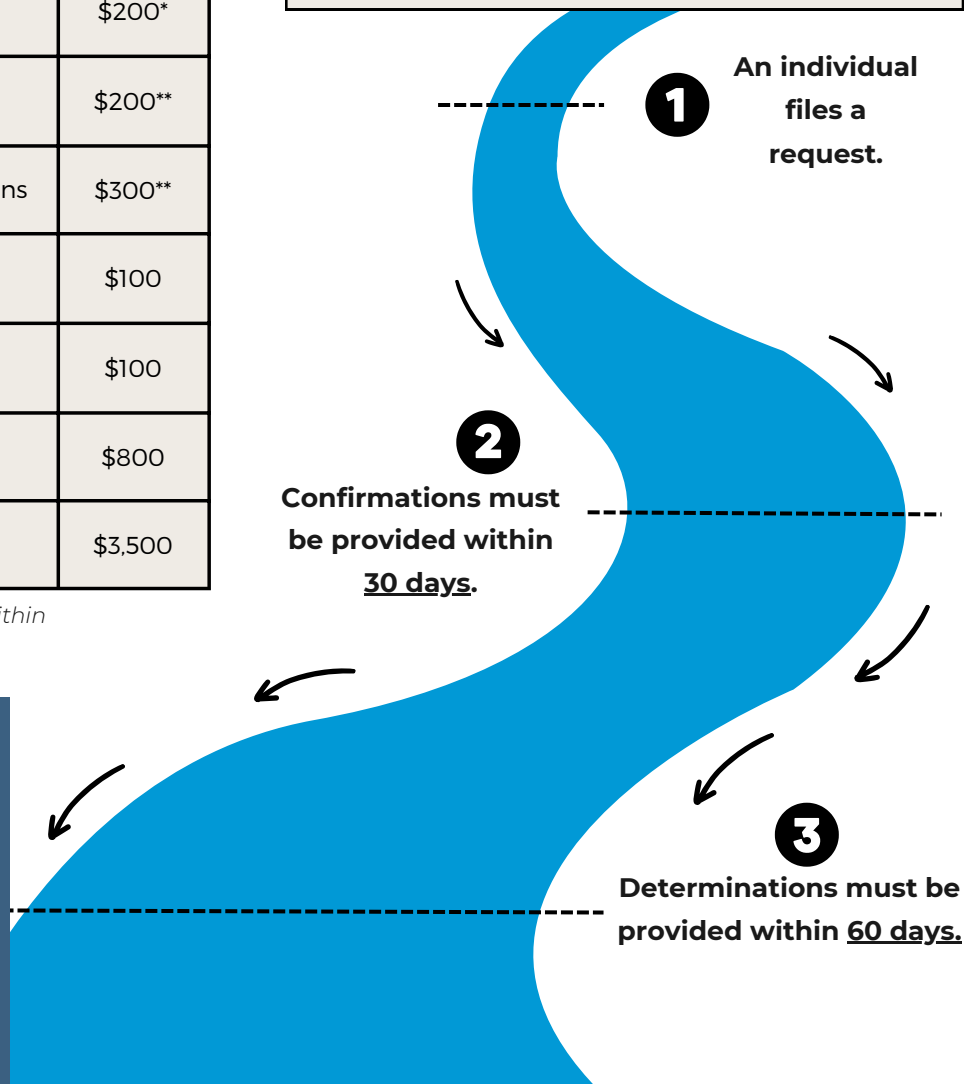 $200*
$200**
ns
$300**
$100
$100
$800
$3,500
ithin
1
An individual
files a
request.
2
Confirmations must
be provided within
30 days.
3
Determinations must be
provided within 60 days.